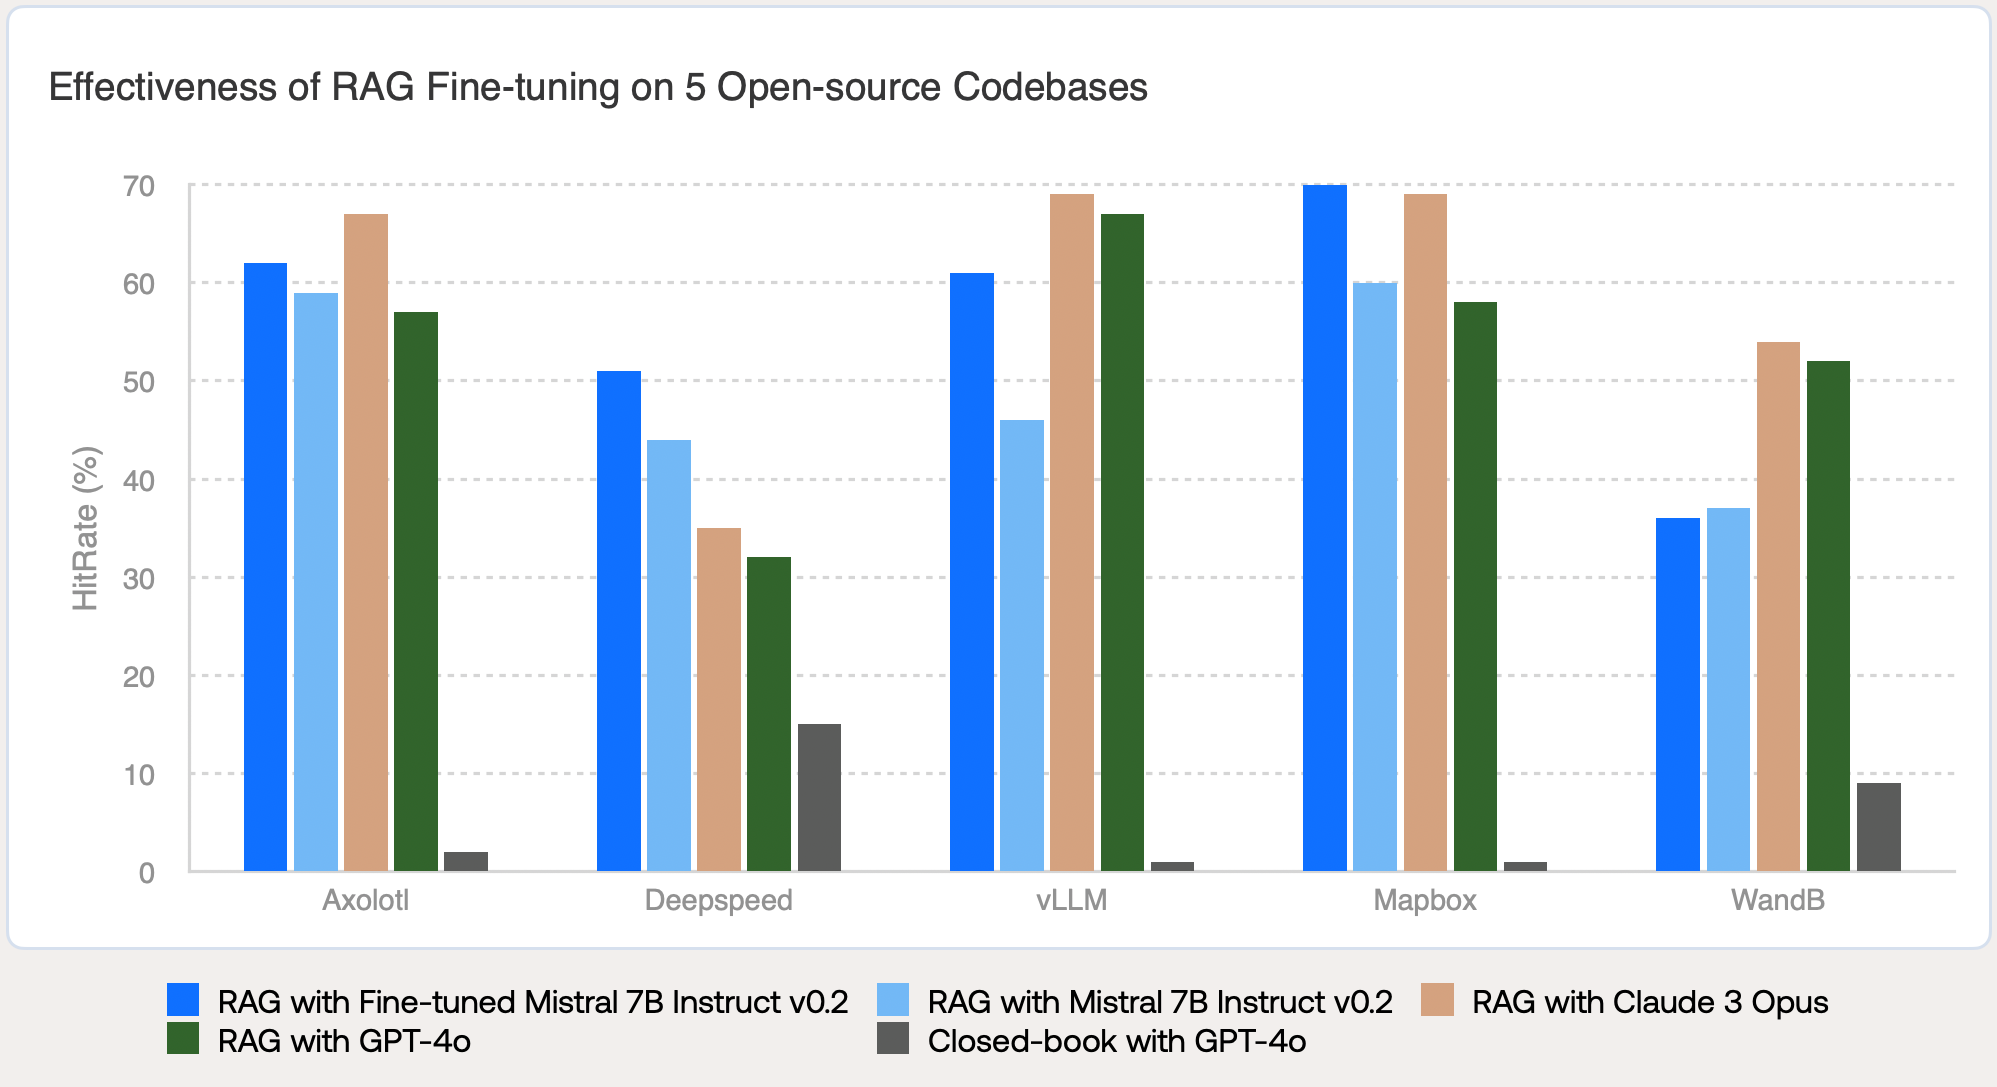 Effectiveness of RAG Fine-tuning on 5 Open-source Codebases
HitRate (%)
70
60
50
40
30
20
10
0
Axolotl
Deepspeed
vLLM
Mapbox
WandB
RAG with Fine-tuned Mistral 7B Instruct v0.2
RAG with Mistral 7B Instruct v0.2
RAG with Claude 3 Opus
RAG with GPT-4o
Closed-book with GPT-4o